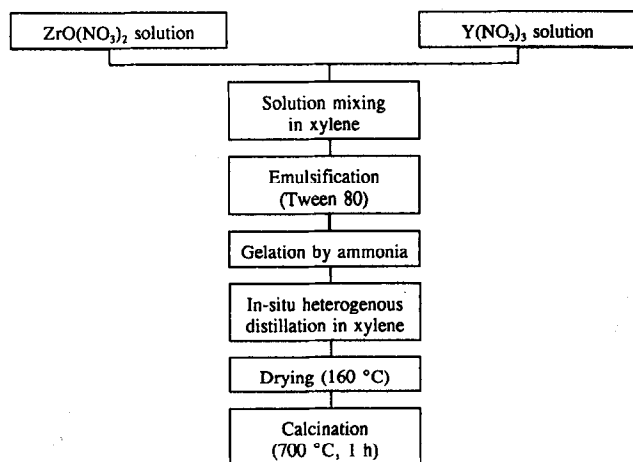 ZrO(NO₃)₂ solution
Y(NO₃)₃ solution
Solution mixing
in xylene
Emulsification
(Tween 80)
Gelation by ammonia
In-situ heterogenous
distillation in xylene
Drying (160 °C)
Calcination
(700 °C, 1 h)